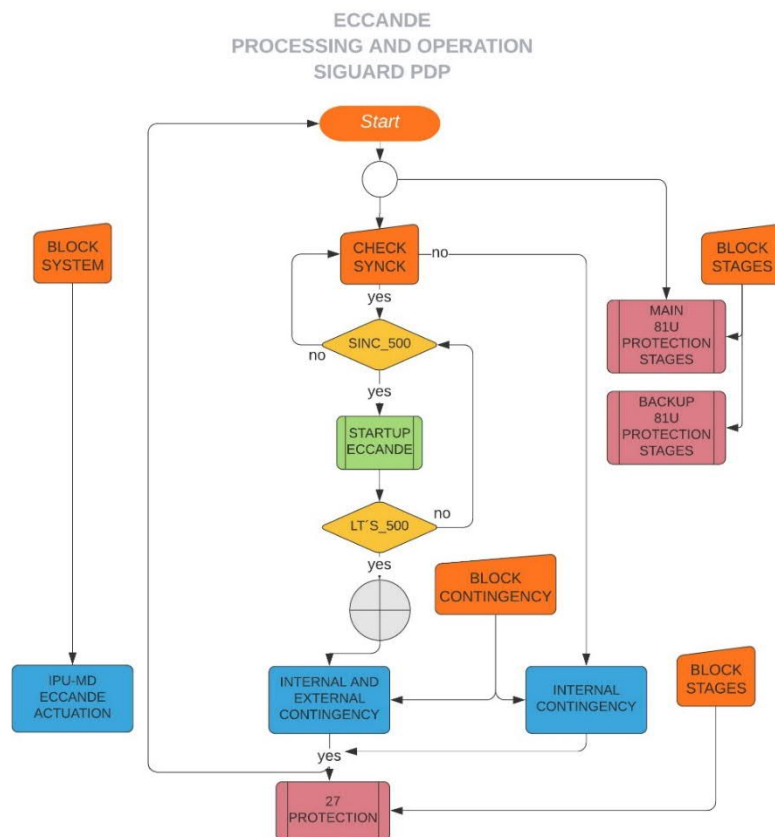 ECCANDE
PROCESSING AND OPERATION
SIGUARD PDP
Start
BLOCK
SYSTEM
CHECK
SYNCK
no
BLOCK
STAGES
yes
MAIN
81U
PROTECTION
STAGES
SINC_500
no
yes
BACKUP
81U
PROTECTION
STAGES
STARTUP
ECCANDE
LT´S_500
no
yes
BLOCK
CONTINGENCY
IPU-MD
ECCANDE
ACTUATION
INTERNAL AND
EXTERNAL
CONTINGENCY
INTERNAL
CONTINGENCY
BLOCK
STAGES
yes
27
PROTECTION